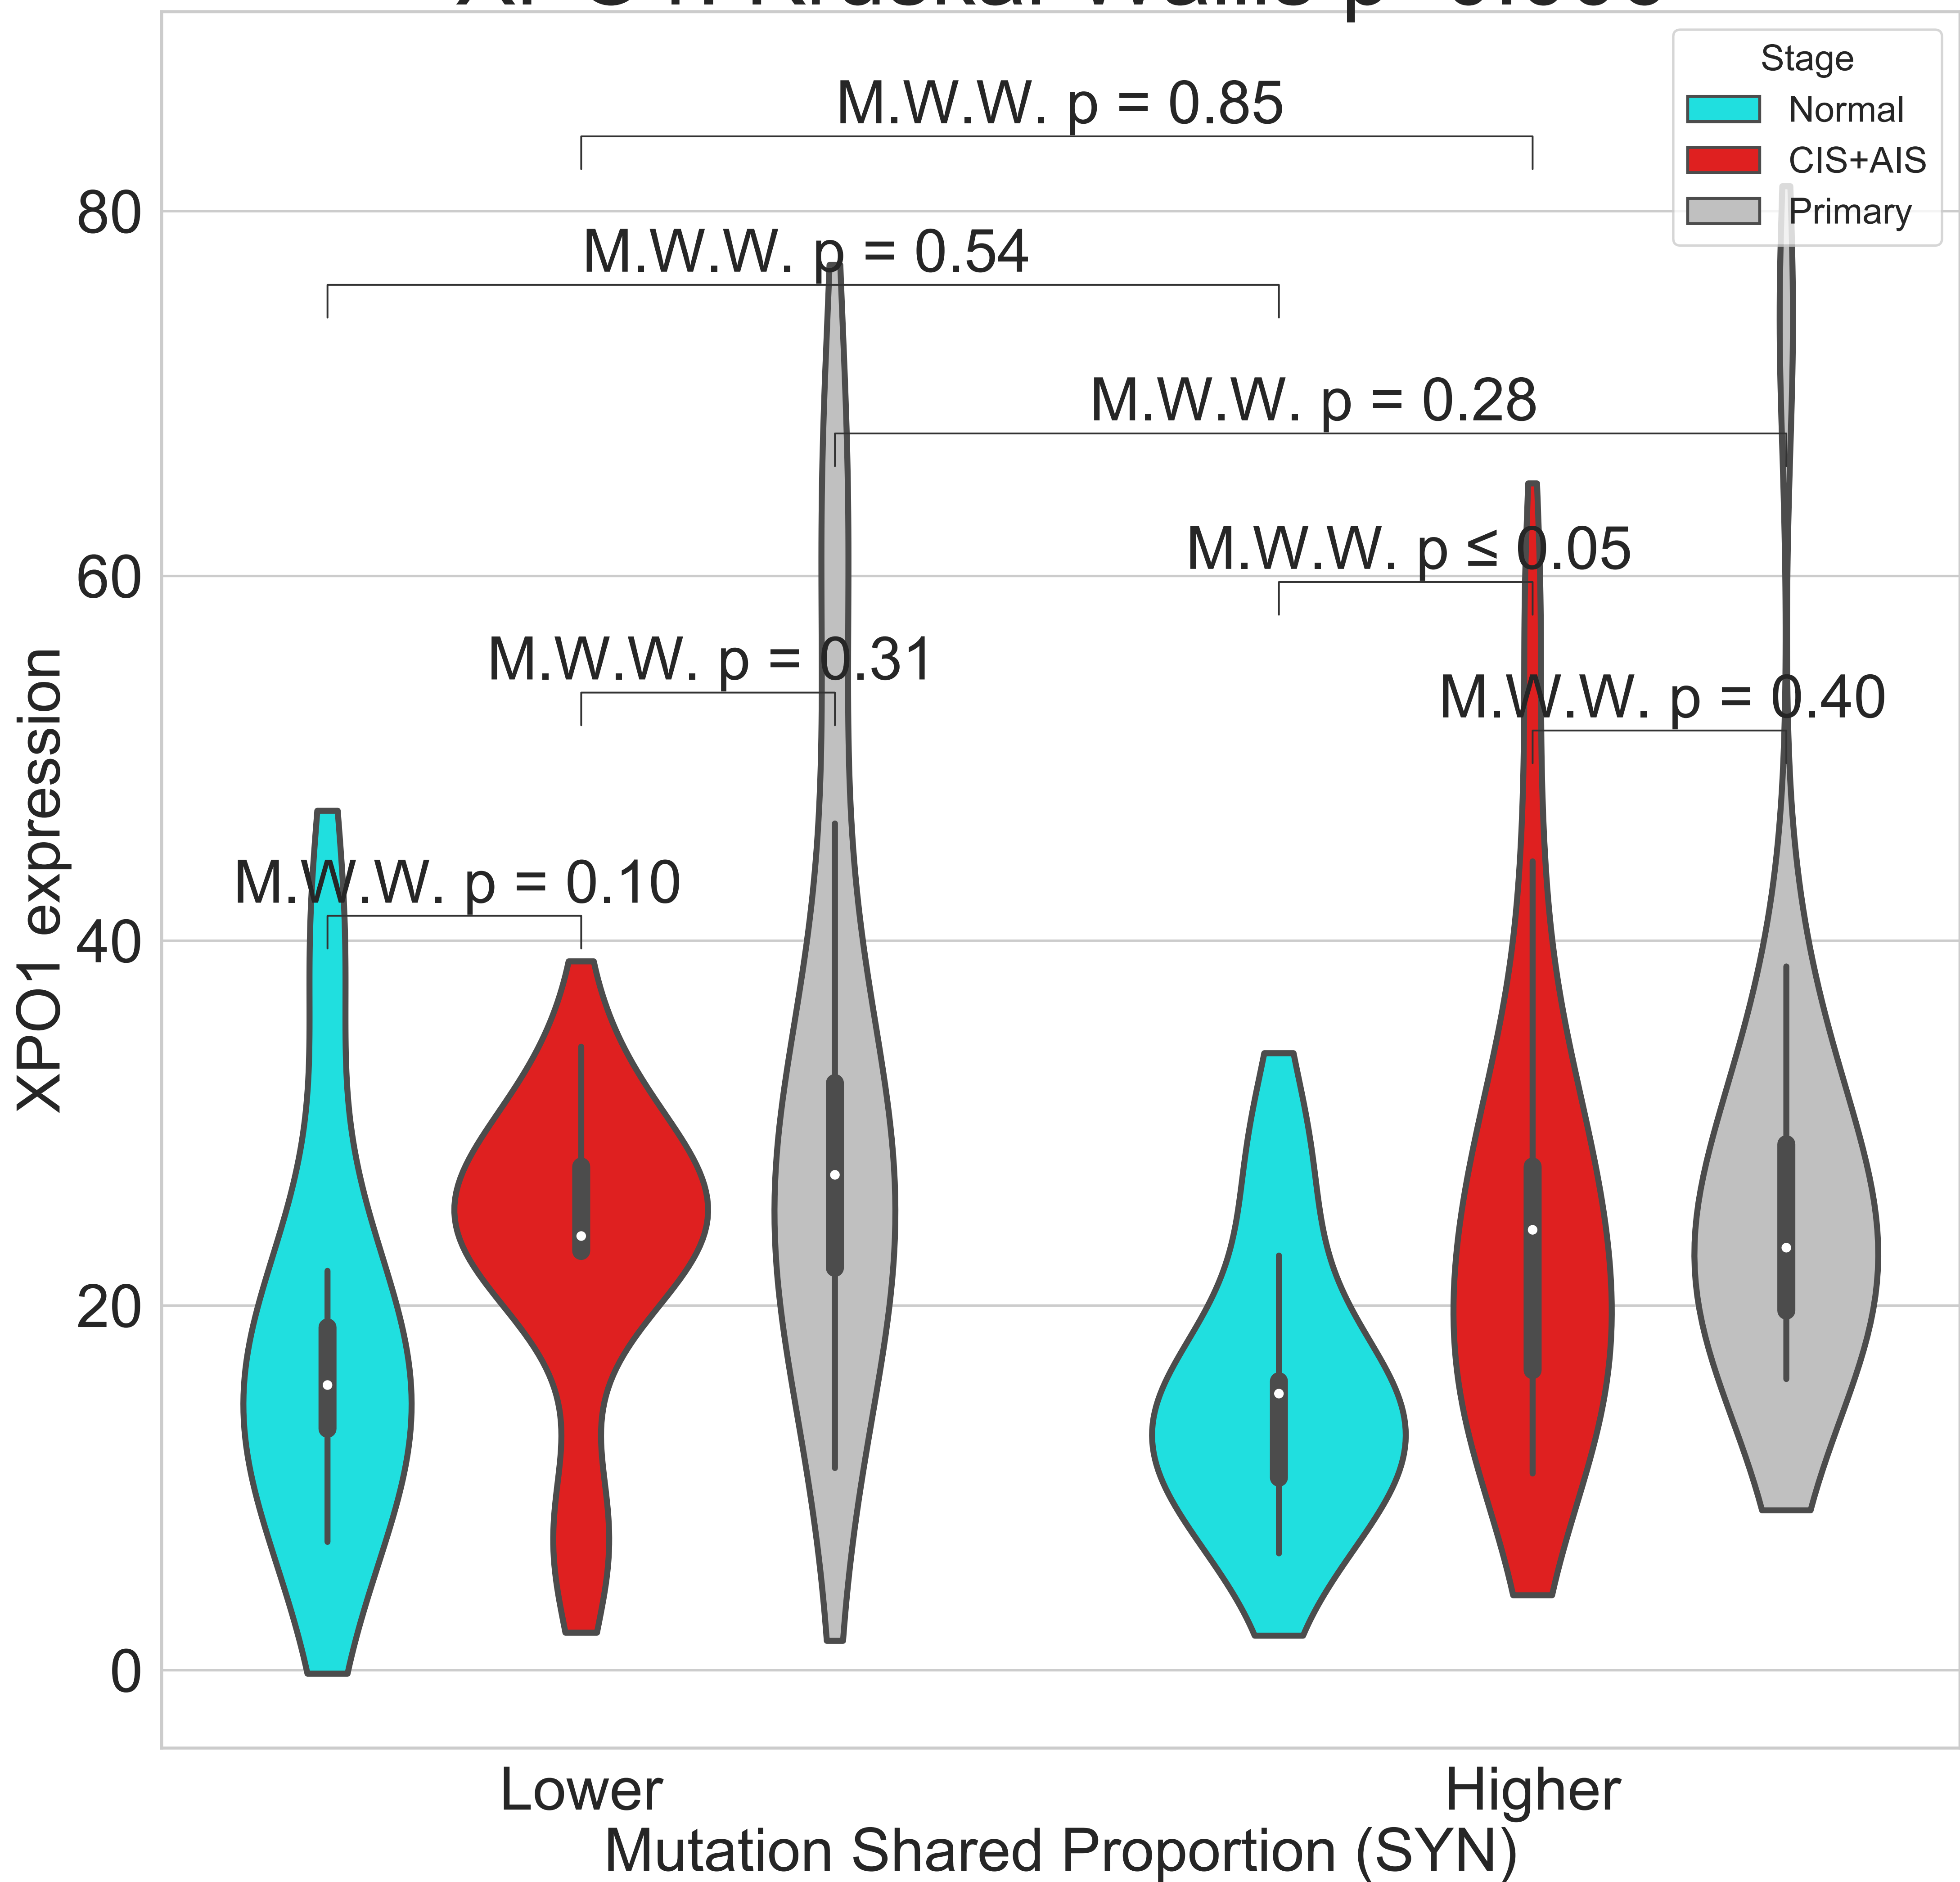 Stage
Normal
CIS+AIS
Primary
M.W.W. p = 0.85
M.W.W. p = 0.54
M.W.W. p = 0.28
M.W.W. p ≤ 0.05
M.W.W. p = 0.31
M.W.W. p = 0.40
M.W.W. p = 0.10
80
60
40
20
0
XPO1 expression
Lower
Higher
Mutation Shared Proportion (SYN)